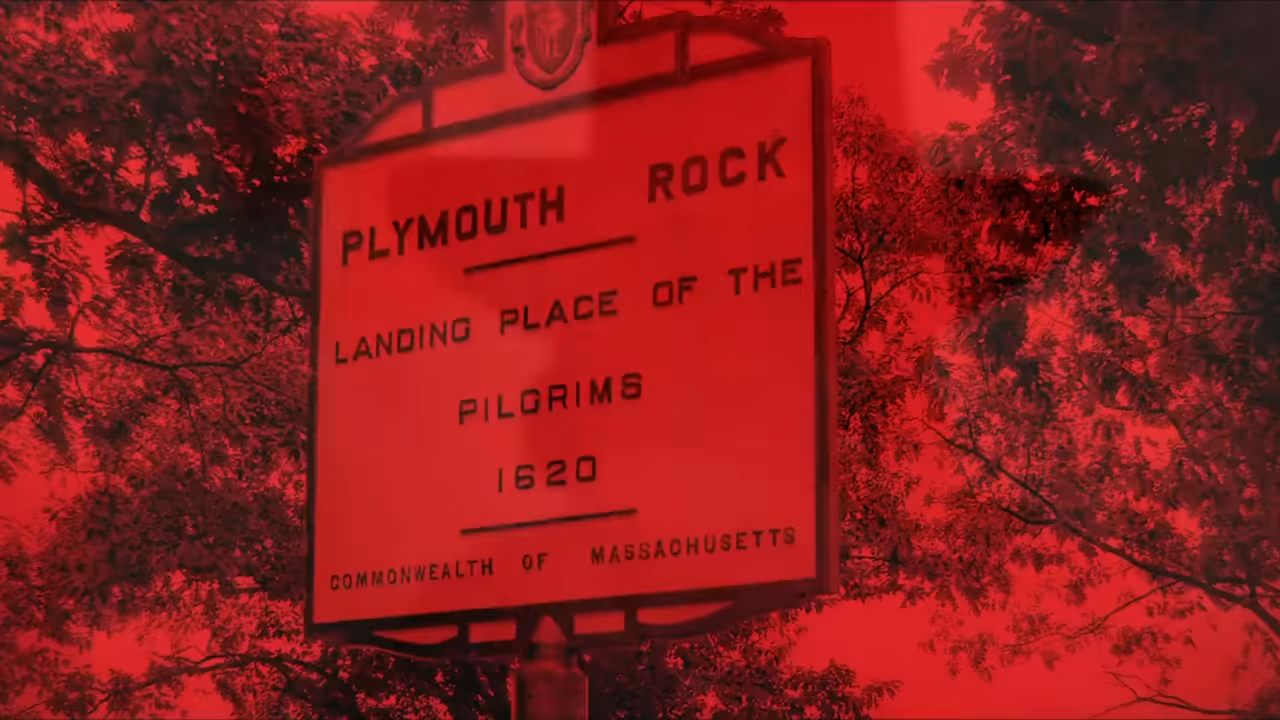 PLYMOUTH ROCK
LANDING PLACE OF THE
PILGRIMS
1620
COMMONWEALTH OF MASSACHUSETTS